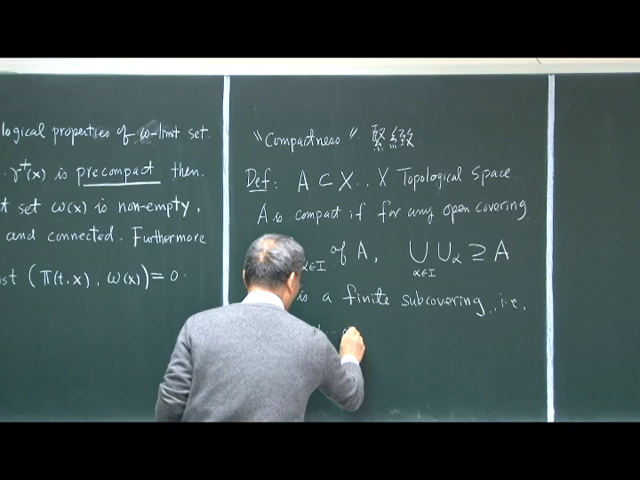 logical properties of ω-limit set.
γ⁺(x) is precompact then
t set ω(x) is non-empty,
and connected. Furthermore
st (π(t,x), ω(x)) = 0.
"Compactness" 緊緻
Def: A ⊂ X., X Topological Space
A is compact if for any open covering
α∈I of A, ⋃ U_α ⊇ A
α∈I
is a finite subcovering, i.e.